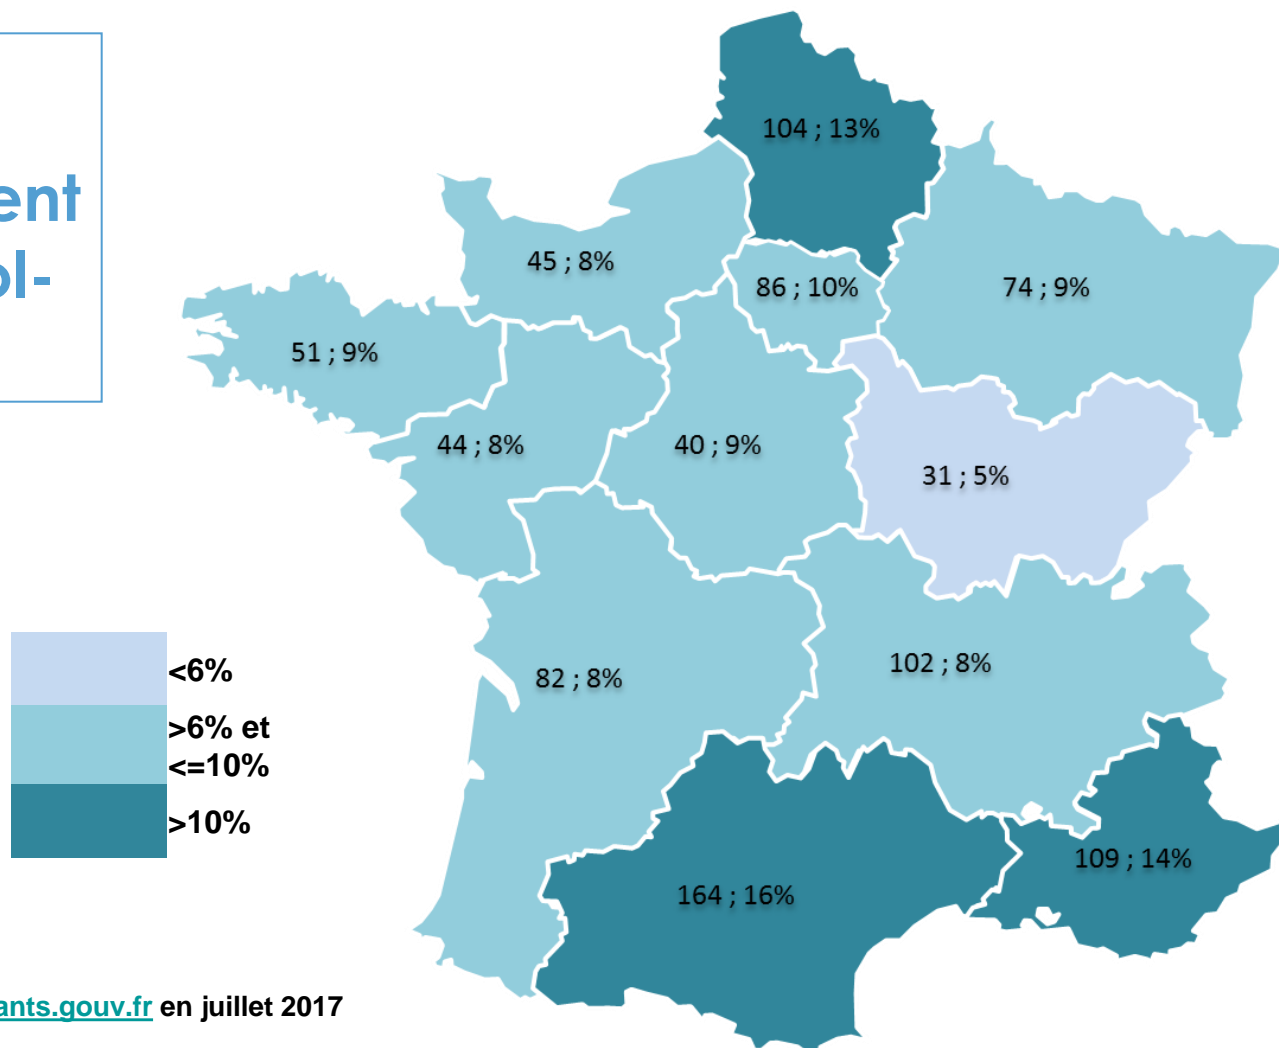 ent
ol-
104 ; 13%
45 ; 8%
86 ; 10%
74 ; 9%
51 ; 9%
44 ; 8%
40 ; 9%
31 ; 5%
82 ; 8%
102 ; 8%
164 ; 16%
109 ; 14%
<6%
>6% et
<=10%
>10%
ants.gouv.fr en juillet 2017